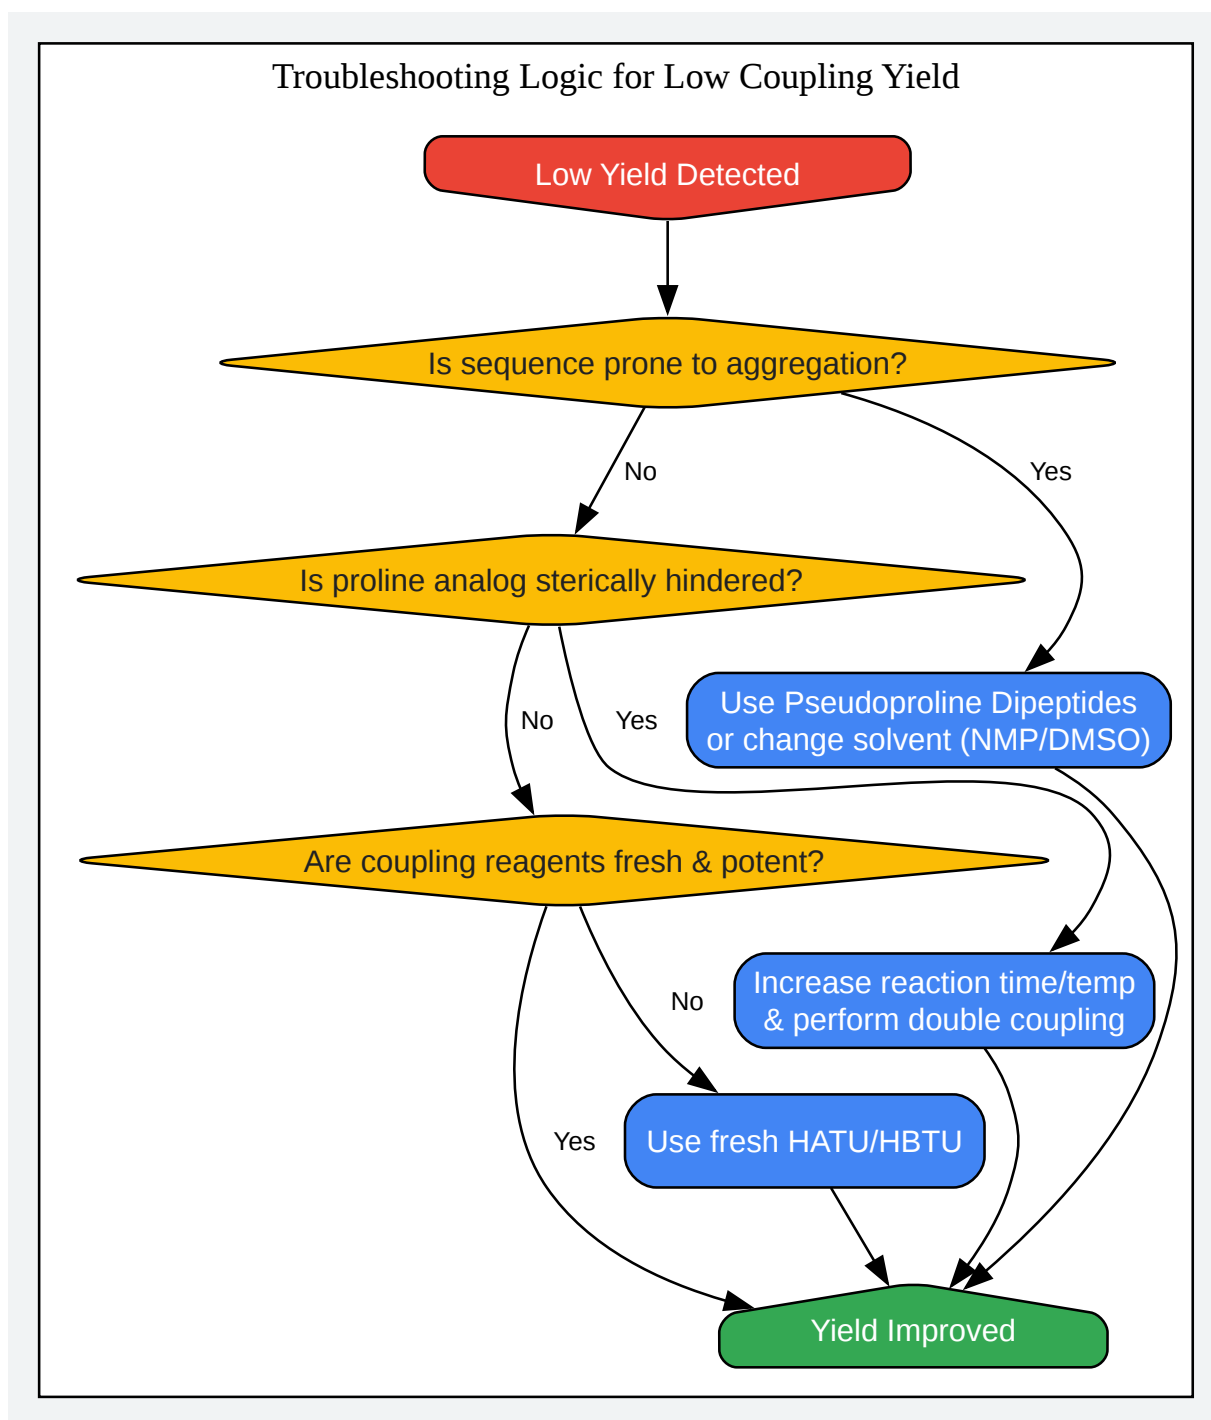 Troubleshooting Logic for Low Coupling Yield
Low Yield Detected
Is sequence prone to aggregation?
No
Yes
Is proline analog sterically hindered?
Use Pseudoproline Dipeptides
or change solvent (NMP/DMSO)
No
Yes
Are coupling reagents fresh & potent?
Increase reaction time/temp
& perform double coupling
No
Yes
Use fresh HATU/HBTU
Yield Improved